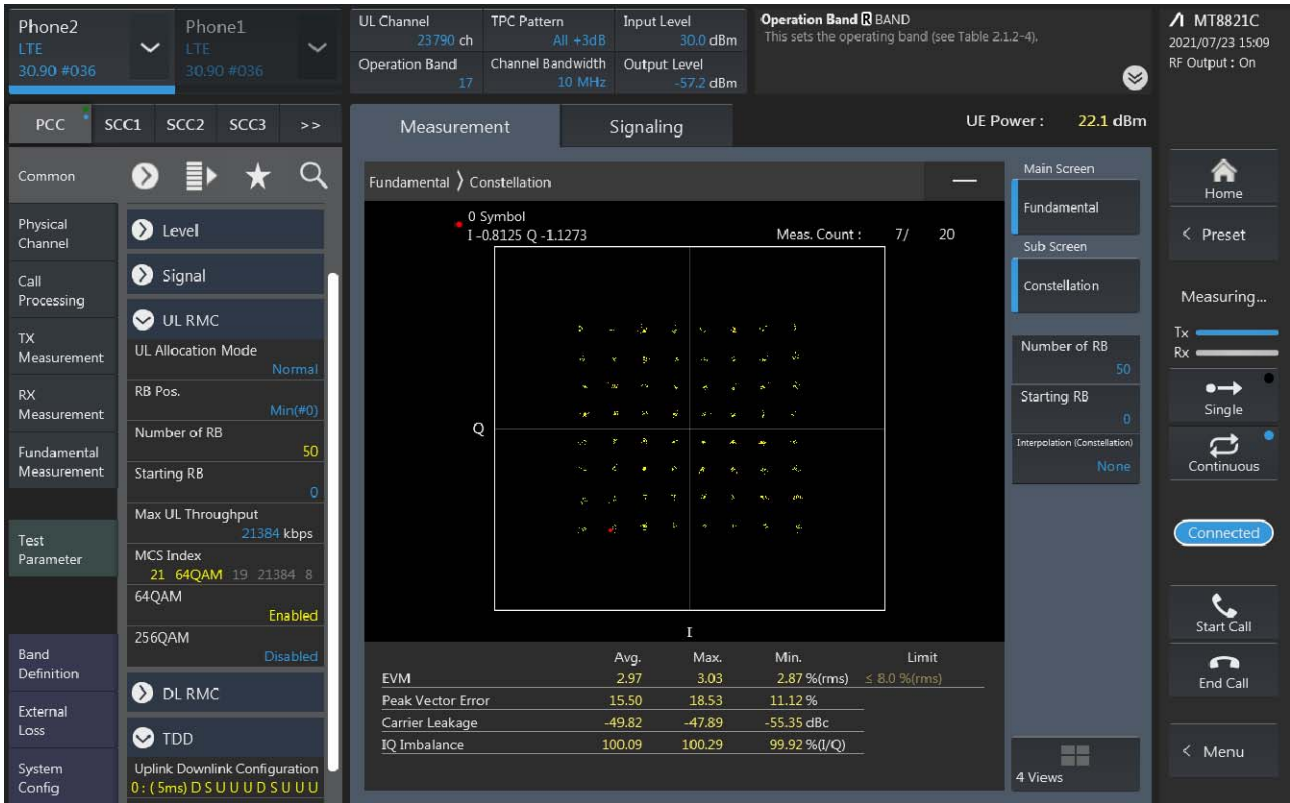 Phone2
LTE
30.90 #036
Phone1
LTE
30.90 #036
UL Channel
23790 ch
TPC Pattern
All +3dB
Input Level
30.0 dBm
Operation Band
17
Channel Bandwidth
10 MHz
Output Level
-57.2 dBm
Operation Band R BAND
This sets the operating band (see Table 2.1.2-4).
MT8821C
2021/07/23 15:09
RF Output : On
PCC
SCC1
SCC2
SCC3
>>
Measurement
Signaling
UE Power : 22.1 dBm
Common
Physical
Channel
Call
Processing
TX
Measurement
RX
Measurement
Fundamental
Measurement
Test
Parameter
Band
Definition
External
Loss
System
Config
Level
Signal
UL RMC
UL Allocation Mode
Normal
RB Pos.
Min(#0)
Number of RB
50
Starting RB
0
Max UL Throughput
21384 kbps
MCS Index
21 64QAM 19 21384 8
64QAM
Enabled
256QAM
Disabled
DL RMC
TDD
Uplink Downlink Configuration
0 : ( 5ms) D S U U U D S U U U
Fundamental ⟩ Constellation
0 Symbol
I -0.8125 Q -1.1273
Meas. Count : 7/ 20
Q
I
Avg. Max. Min. Limit
EVM 2.97 3.03 2.87 %(rms) ≤ 8.0 %(rms)
Peak Vector Error 15.50 18.53 11.12 %
Carrier Leakage -49.82 -47.89 -55.35 dBc
IQ Imbalance 100.09 100.29 99.92 %(I/Q)
Main Screen
Fundamental
Sub Screen
Constellation
Number of RB
50
Starting RB
0
Interpolation (Constellation)
None
4 Views
Home
< Preset
Measuring...
Tx
Rx
Single
Continuous
Connected
Start Call
End Call
< Menu